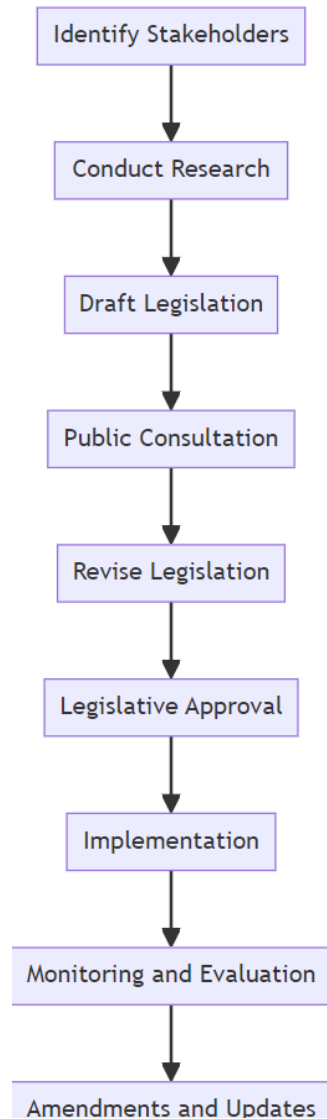 Identify Stakeholders
Conduct Research
Draft Legislation
Public Consultation
Revise Legislation
Legislative Approval
Implementation
Monitoring and Evaluation
Amendments and Updates